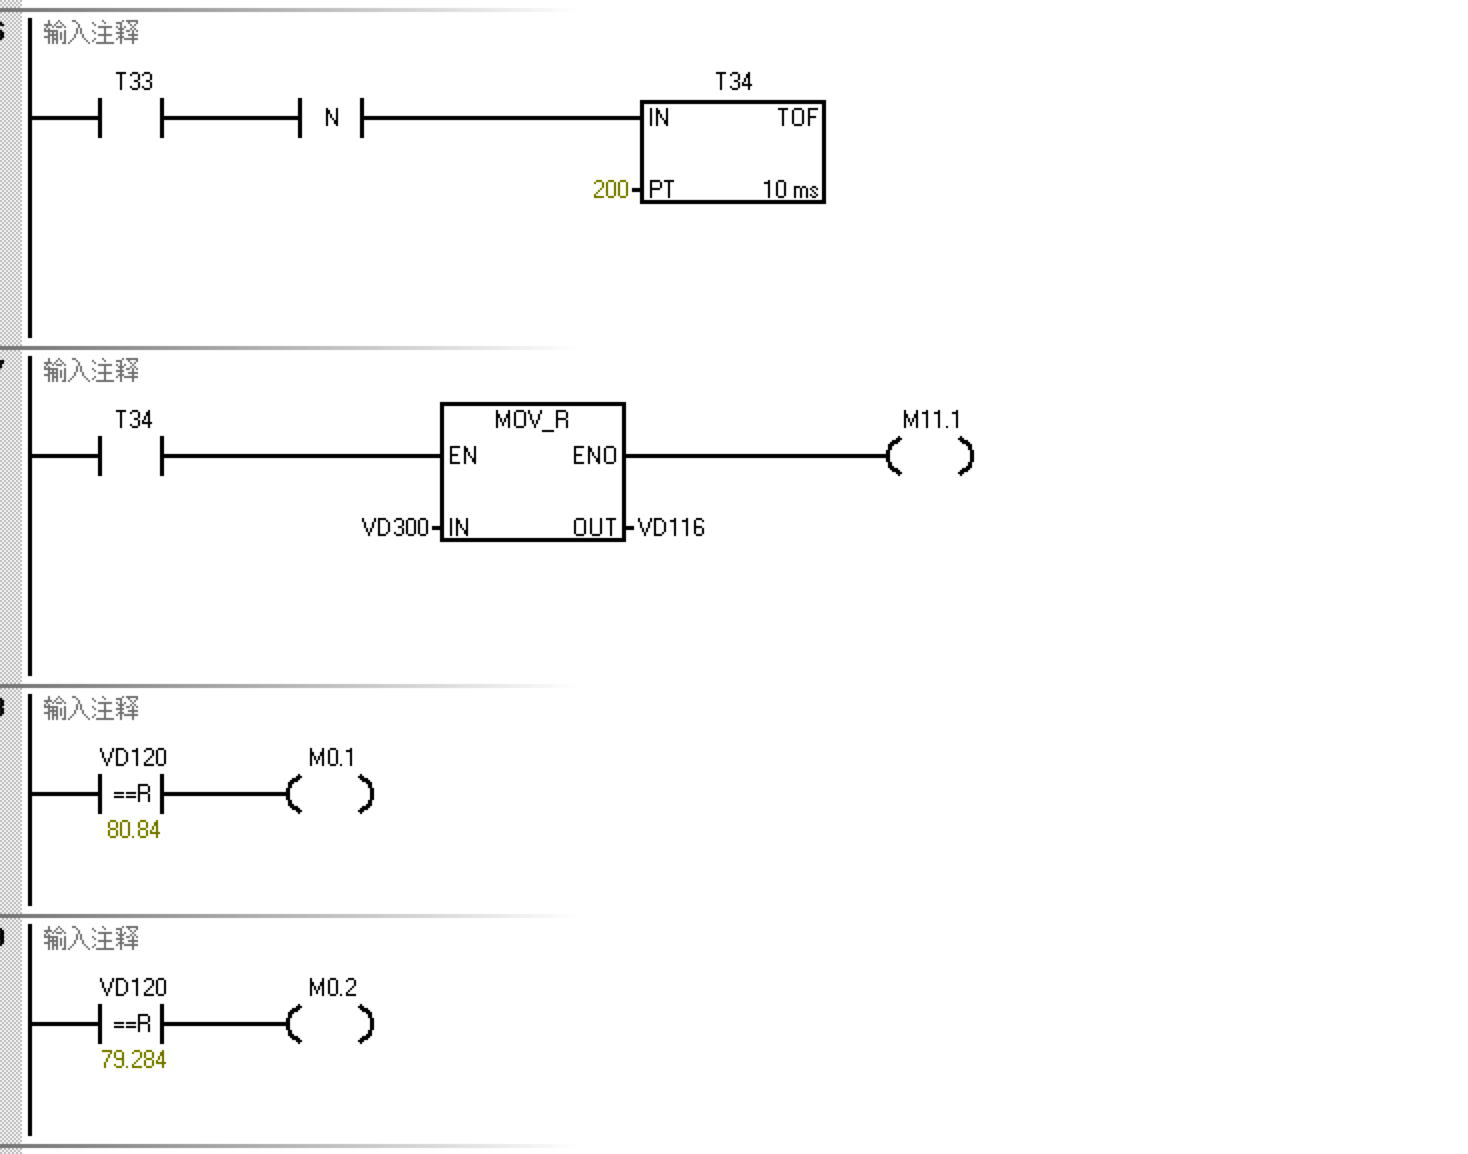 输入注释
T33
T34
N
IN TOF
200 PT 10 ms
输入注释
T34
MOV_R
M11.1
EN ENO
VD300 IN OUT VD116
输入注释
VD120
M0.1
==R
80.84
输入注释
VD120
M0.2
==R
79.284